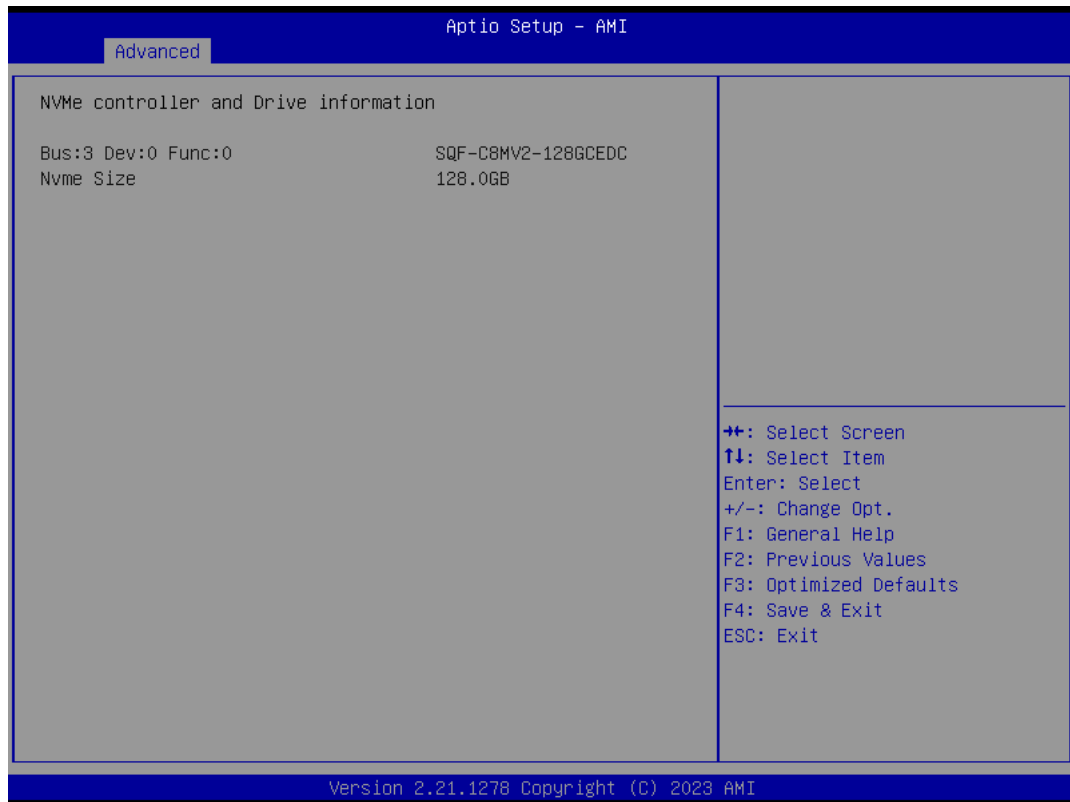 Aptio Setup – AMI
Advanced
NVMe controller and Drive information
Bus:3 Dev:0 Func:0 SQF-C8MV2-128GCEDC
Nvme Size 128.0GB
→←: Select Screen
↑↓: Select Item
Enter: Select
+/-: Change Opt.
F1: General Help
F2: Previous Values
F3: Optimized Defaults
F4: Save & Exit
ESC: Exit
Version 2.21.1278 Copyright (C) 2023 AMI